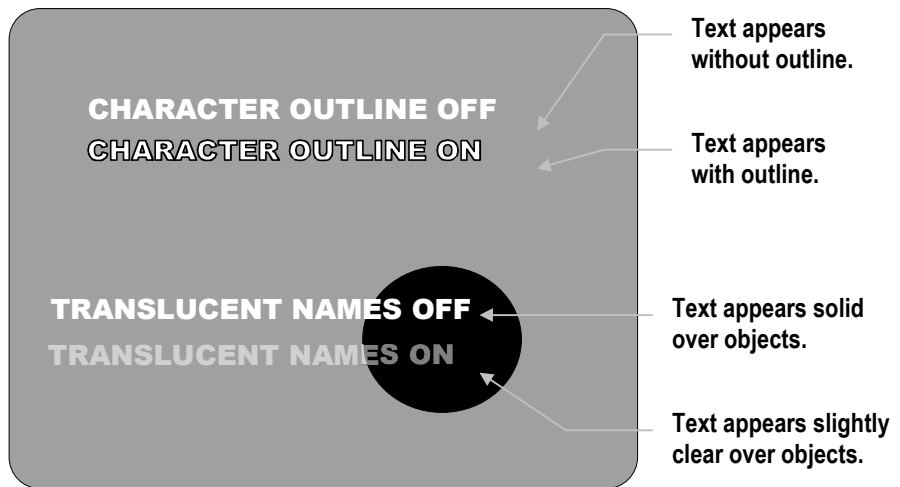 Text appears
without outline.
CHARACTER OUTLINE OFF
CHARACTER OUTLINE ON
Text appears
with outline.
TRANSLUCENT NAMES OFF
Text appears solid
over objects.
TRANSLUCENT NAMES ON
Text appears slightly
clear over objects.